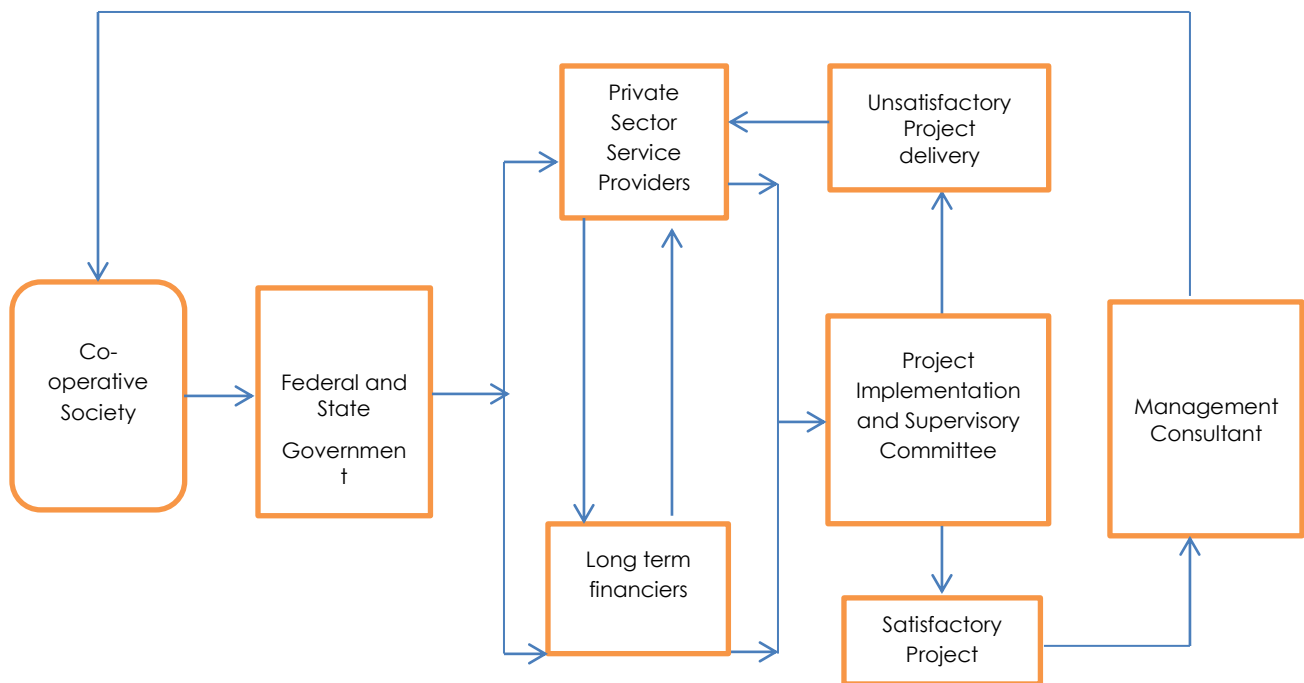 Private
Sector
Service
Providers
Unsatisfactory
Project
delivery
Co-
operative
Society
Federal and
State
Governmen
t
Project
Implementation
and Supervisory
Committee
Management
Consultant
Long term
financiers
Satisfactory
Project